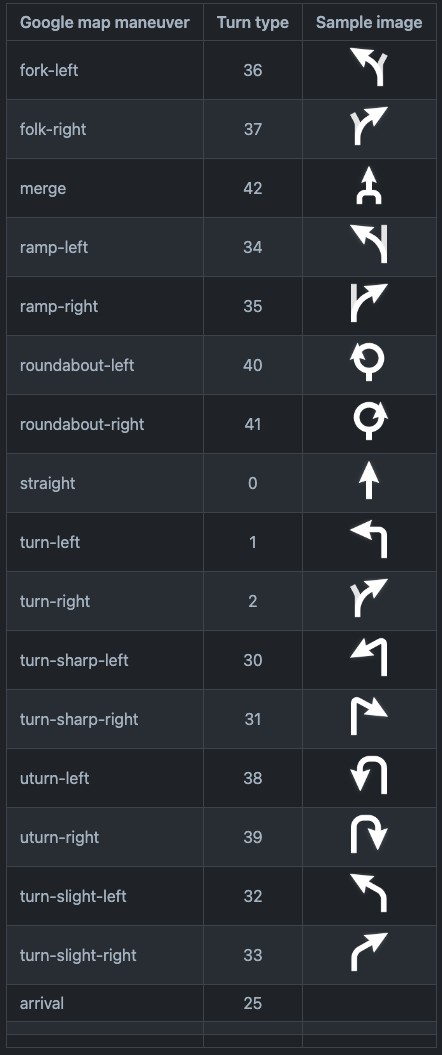 Google map maneuver Turn type Sample image
fork-left 36
folk-right 37
merge 42
ramp-left 34
ramp-right 35
roundabout-left 40
roundabout-right 41
straight 0
turn-left 1
turn-right 2
turn-sharp-left 30
turn-sharp-right 31
uturn-left 38
uturn-right 39
turn-slight-left 32
turn-slight-right 33
arrival 25